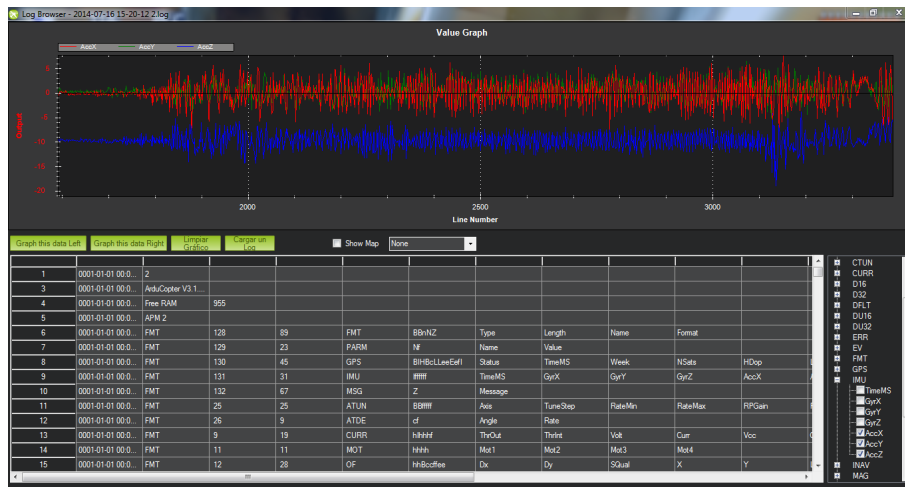 Log Browser - 2014-07-16 15-20-12 2.log
Value Graph
AccX AccY AccZ
5
0
-5
-10
-15
-20
Output
2000 2500 3000
Line Number
Graph this data Left Graph this data Right Limpiar Gráfico Cargar un Log Show Map None
1 0001-01-01 00:0... 2
3 0001-01-01 00:0... ArduCopter V3.1....
4 0001-01-01 00:0... Free RAM 955
5 0001-01-01 00:0... APM 2
6 0001-01-01 00:0... FMT 128 89 FMT BBnNZ Type Length Name Format
7 0001-01-01 00:0... FMT 129 23 PARM Nf Name Value
8 0001-01-01 00:0... FMT 130 45 GPS BIHBcLLeeEefI Status TimeMS Week NSats HDop
9 0001-01-01 00:0... FMT 131 31 IMU Iffffff TimeMS GyrX GyrY GyrZ AccX
10 0001-01-01 00:0... FMT 132 67 MSG Z Message
11 0001-01-01 00:0... FMT 25 25 ATUN BBfffff Axis TuneStep RateMin RateMax RPGain
12 0001-01-01 00:0... FMT 26 9 ATDE cf Angle Rate
13 0001-01-01 00:0... FMT 9 19 CURR hIhhhf ThrOut ThrInt Volt Curr Vcc
14 0001-01-01 00:0... FMT 11 11 MOT hhhh Mot1 Mot2 Mot3 Mot4
15 0001-01-01 00:0... FMT 12 28 OF hhBccffee Dx Dy SQual X Y
CTUN
CURR
D16
D32
DFLT
DU16
DU32
ERR
EV
FMT
GPS
IMU
TimeMS
GyrX
GyrY
GyrZ
AccX
AccY
AccZ
INAV
MAG